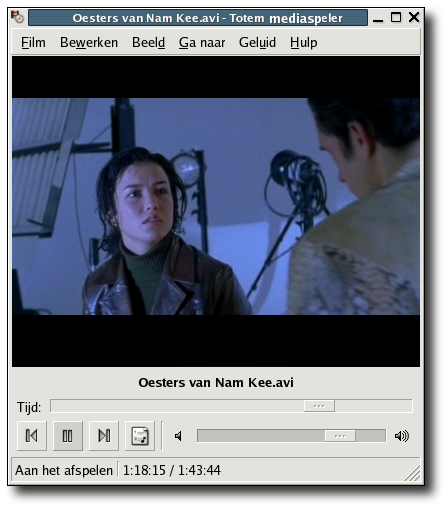 Oesters van Nam Kee.avi - Totem mediaspeler
Film Bewerken Beeld Ga naar Geluid Hulp
Oesters van Nam Kee.avi
Tijd:
Aan het afspelen 1:18:15 / 1:43:44